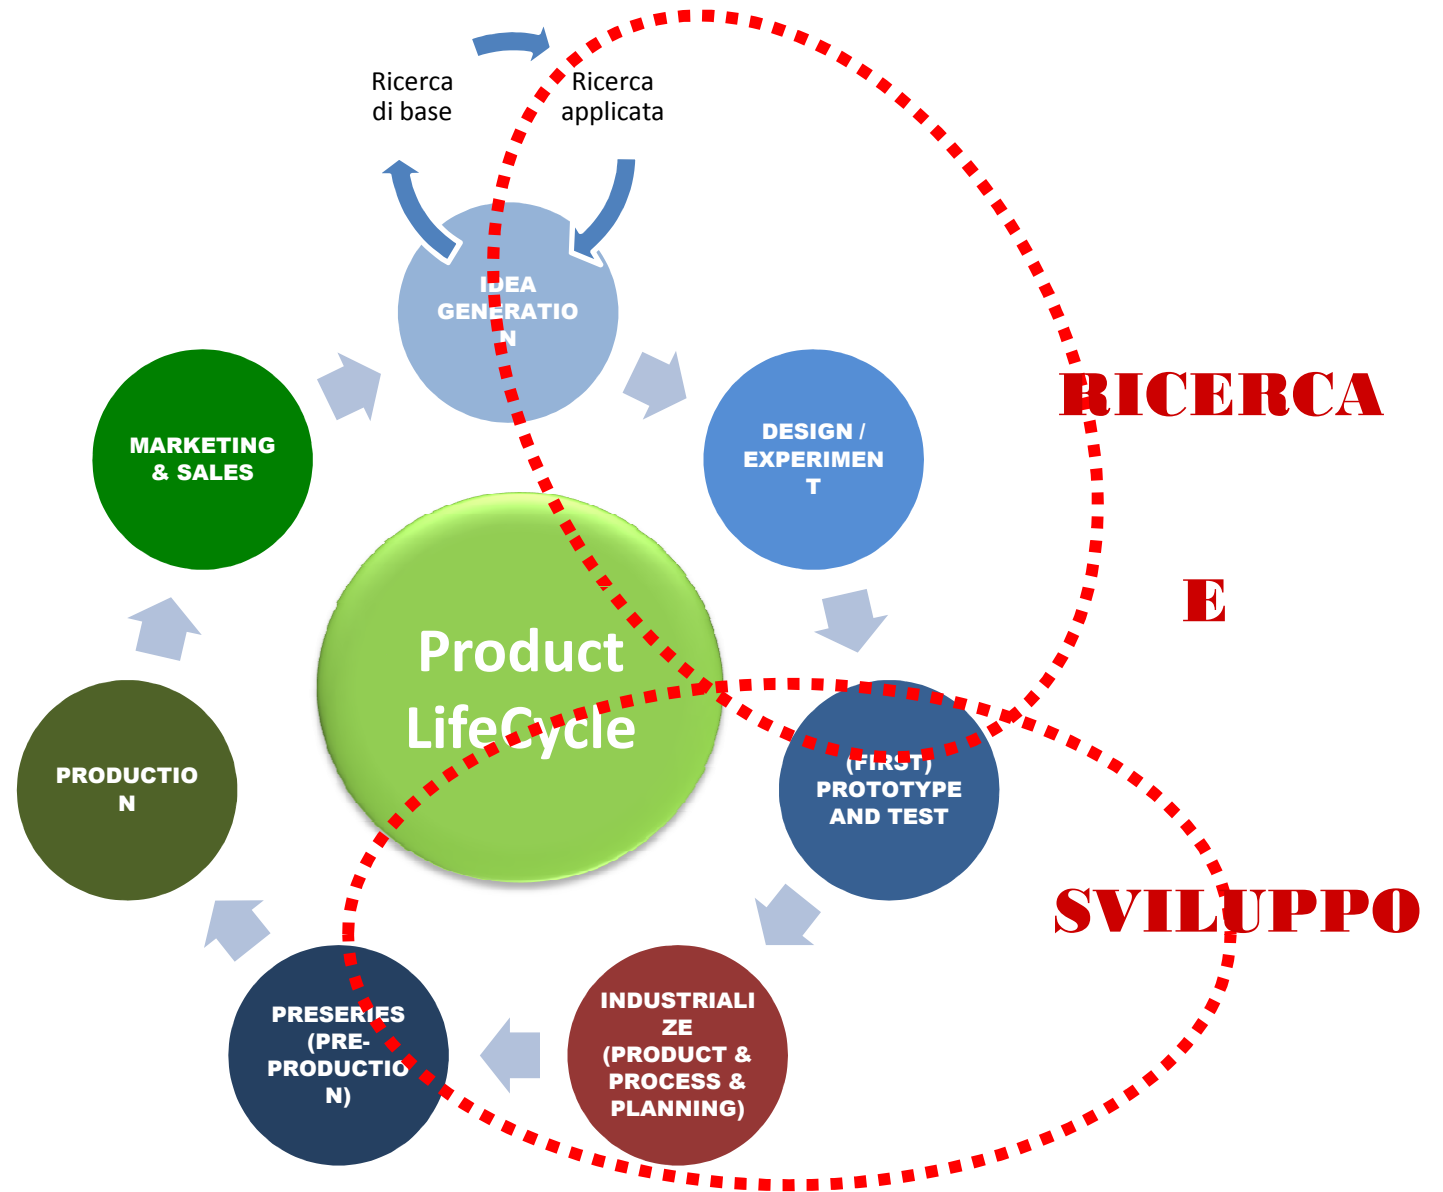 Ricerca
di base
Ricerca
applicata
IDEA
GENERATIO
N
DESIGN /
EXPERIMEN
T
(FIRST)
PROTOTYPE
AND TEST
INDUSTRIALI
ZE
(PRODUCT &
PROCESS &
PLANNING)
PRESERIES
(PRE-
PRODUCTIO
N)
PRODUCTIO
N
MARKETING
& SALES
Product
LifeCycle
RICERCA
E
SVILUPPO